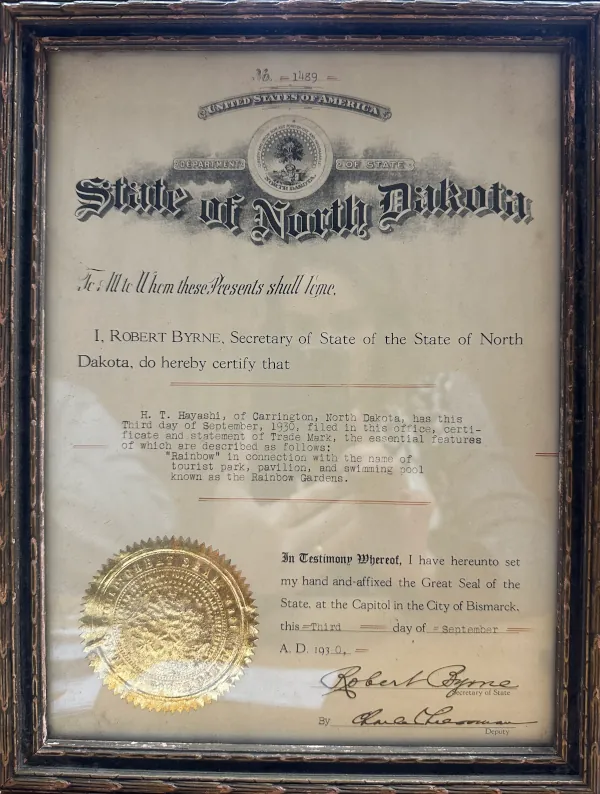 No. = 1489 =
UNITED STATES OF AMERICA
DEPARTMENT OF STATE
NORTH DAKOTA
State of North Dakota
To All to Whom these Presents shall Come,
I, ROBERT BYRNE, Secretary of State of the State of North
Dakota, do hereby certify that
H. T. Hayashi, of Carrington, North Dakota, has this
Third day of September, 1930, filed in this office, certi-
ficate and statement of Trade Mark, the essential features
of which are described as follows:
"Rainbow" in connection with the name of
tourist park, pavilion, and swimming pool
known as the Rainbow Gardens.
In Testimony Whereof, I have hereunto set
my hand and affixed the Great Seal of the
State, at the Capitol in the City of Bismarck,
this =Third == day of = September ==
A. D. 1930, =
Robert Byrne
Secretary of State
By
Deputy